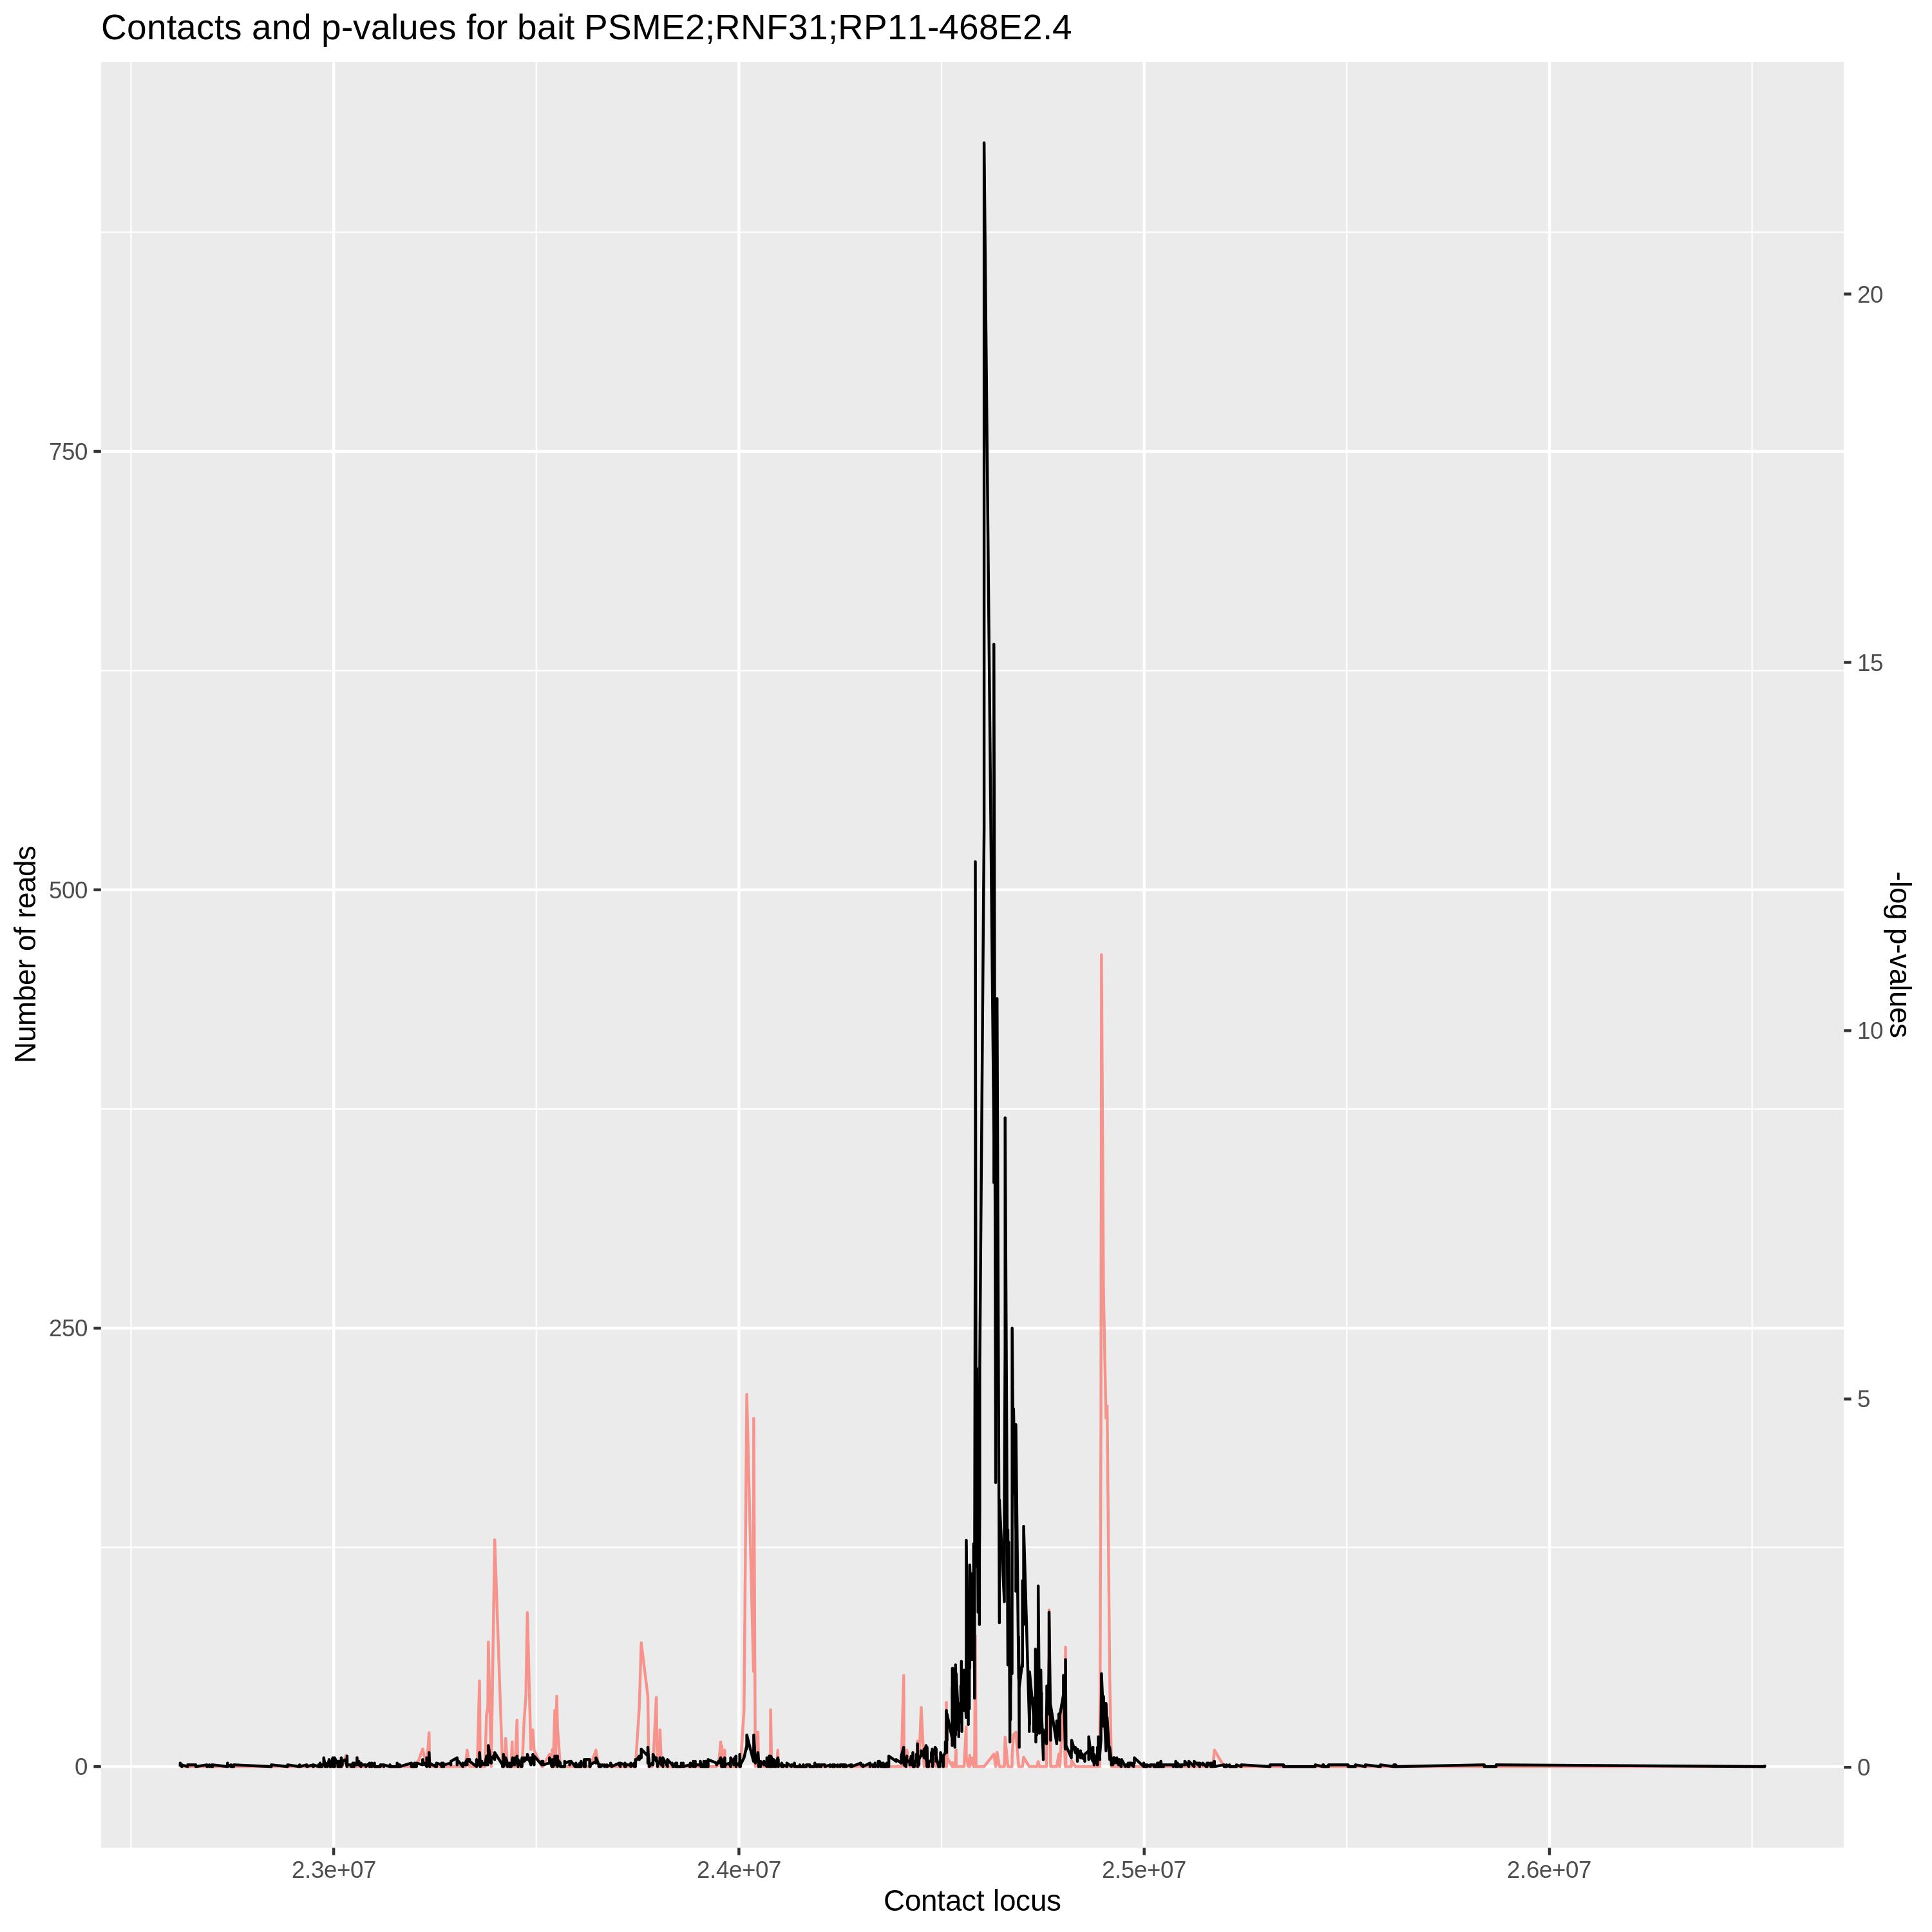 Contacts and p-values for bait PSME2;RNF31;RP11-468E2.4
Number of reads
750
500
250
0
20
15
10
5
0
-log p-values
2.3e+07
2.4e+07
2.5e+07
2.6e+07
Contact locus